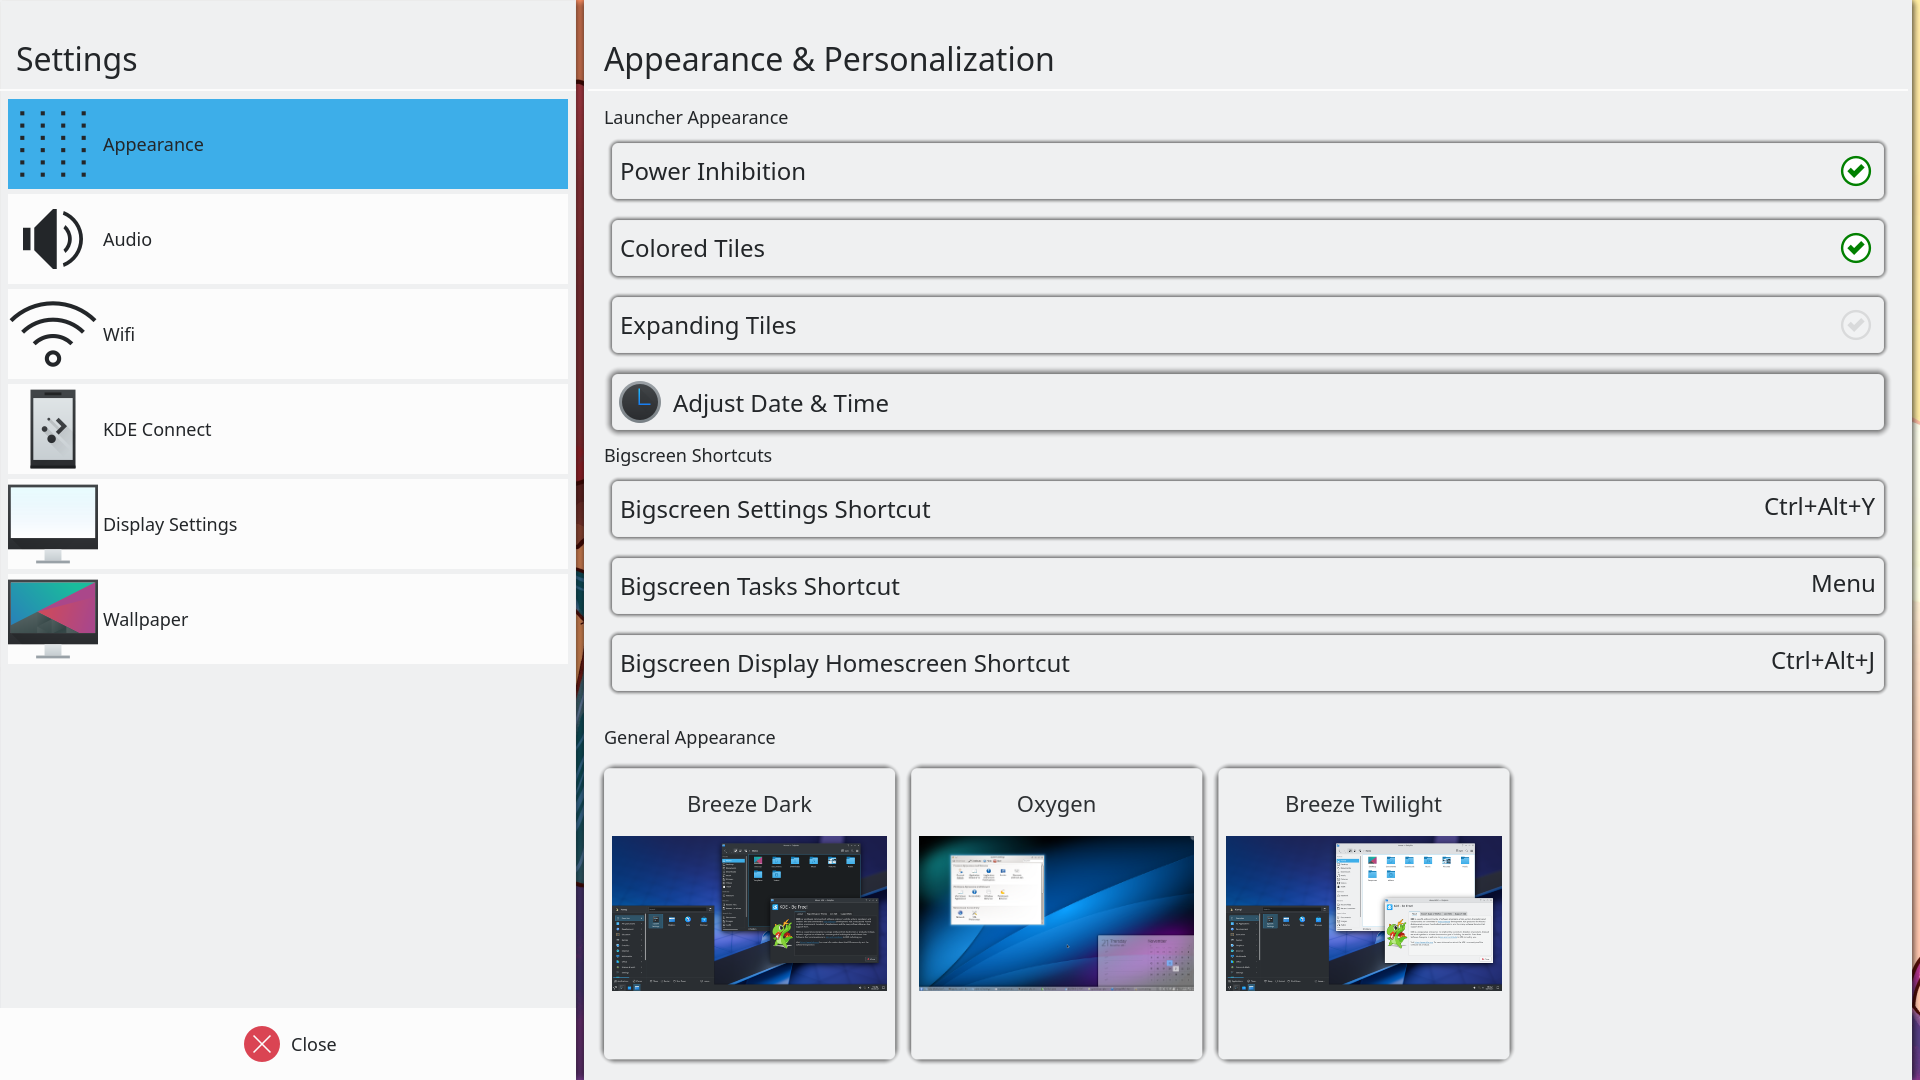 Settings
Appearance
Audio
Wifi
KDE Connect
Display Settings
Wallpaper
Close
Appearance & Personalization
Launcher Appearance
Power Inhibition
Colored Tiles
Expanding Tiles
Adjust Date & Time
Bigscreen Shortcuts
Bigscreen Settings Shortcut
Ctrl+Alt+Y
Bigscreen Tasks Shortcut
Menu
Bigscreen Display Homescreen Shortcut
Ctrl+Alt+J
General Appearance
Breeze Dark
Oxygen
Breeze Twilight